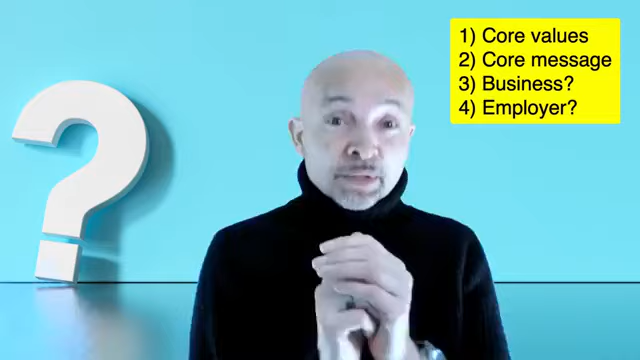 1) Core values
2) Core message
3) Business?
4) Employer?